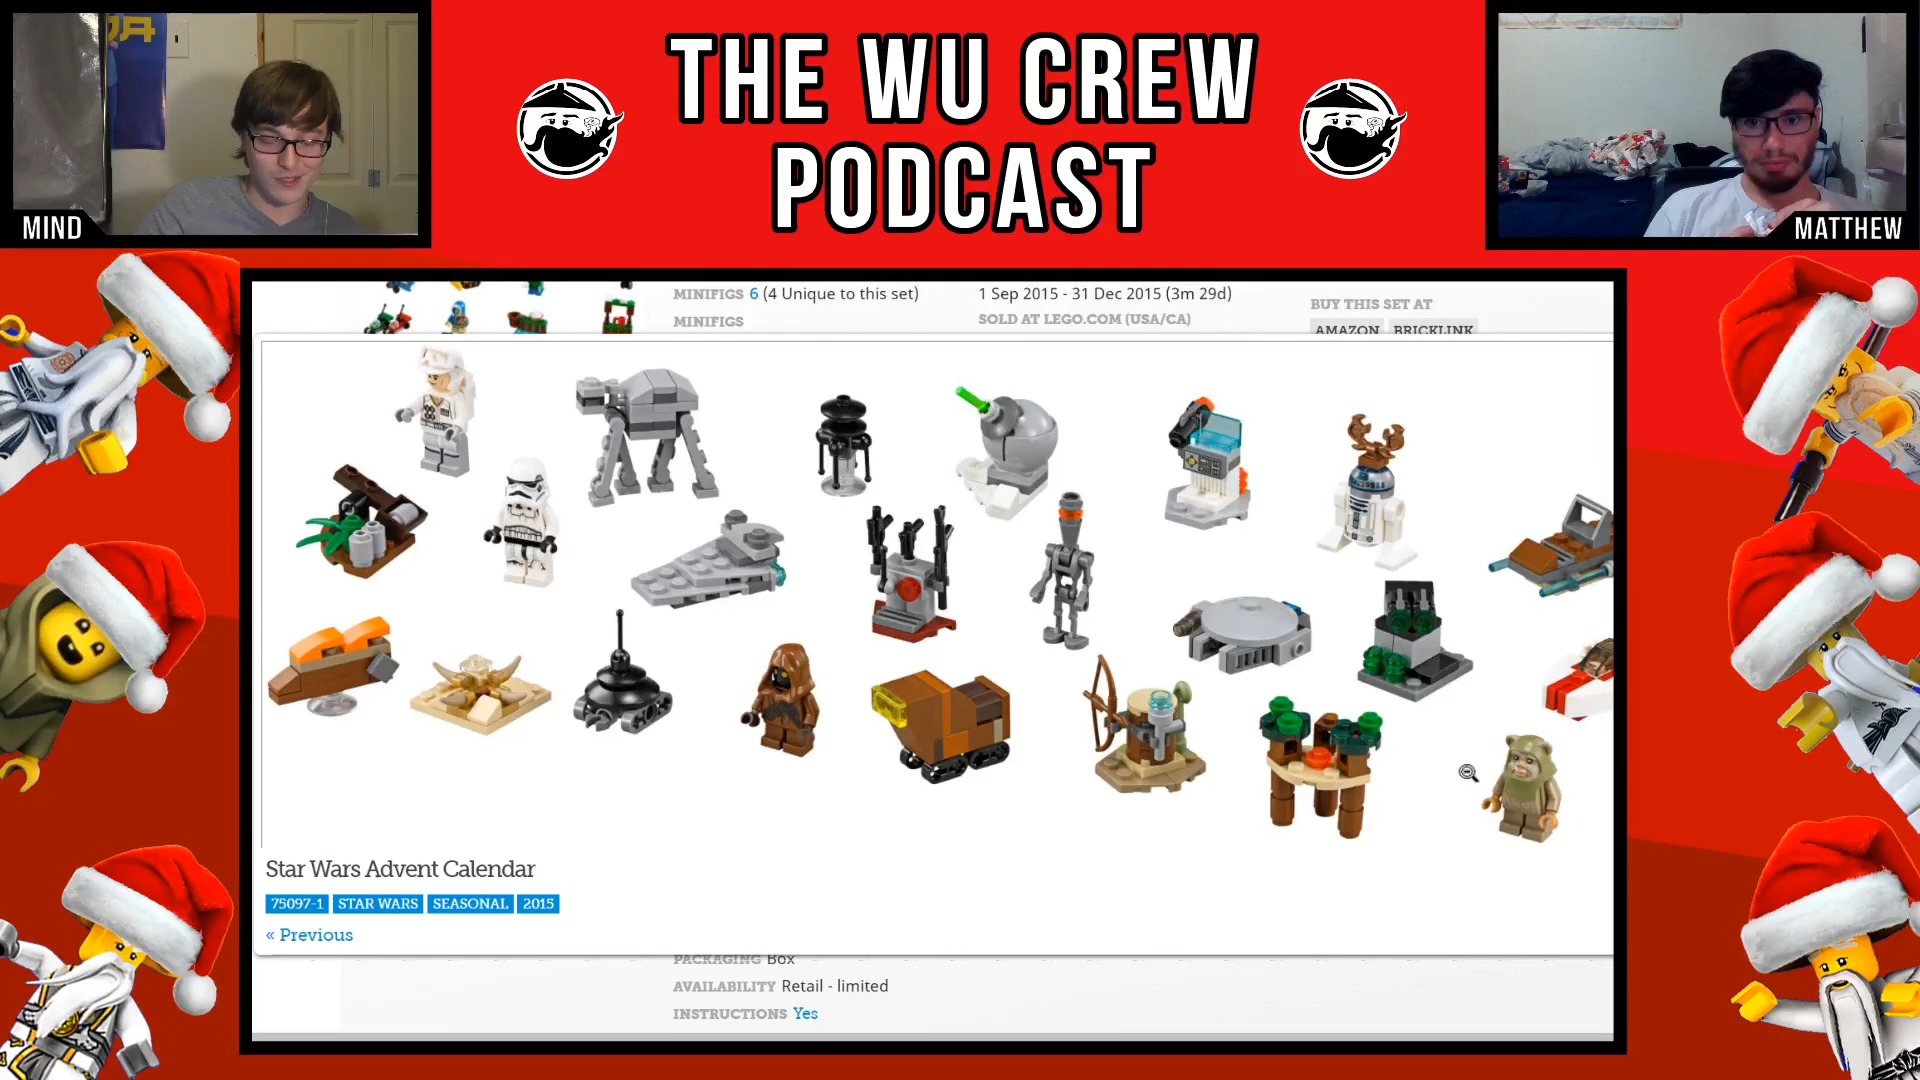 THE WU CREW
PODCAST
MIND
MATTHEW
MINIFIGS 6 (4 Unique to this set)
MINIFIGS
1 Sep 2015 - 31 Dec 2015 (3m 29d)
SOLD AT LEGO.COM (USA/CA)
BUY THIS SET AT
AMAZON BRICKLINK
Star Wars Advent Calendar
75097-1 STAR WARS SEASONAL 2015
« Previous
PACKAGING Box
AVAILABILITY Retail - limited
INSTRUCTIONS Yes